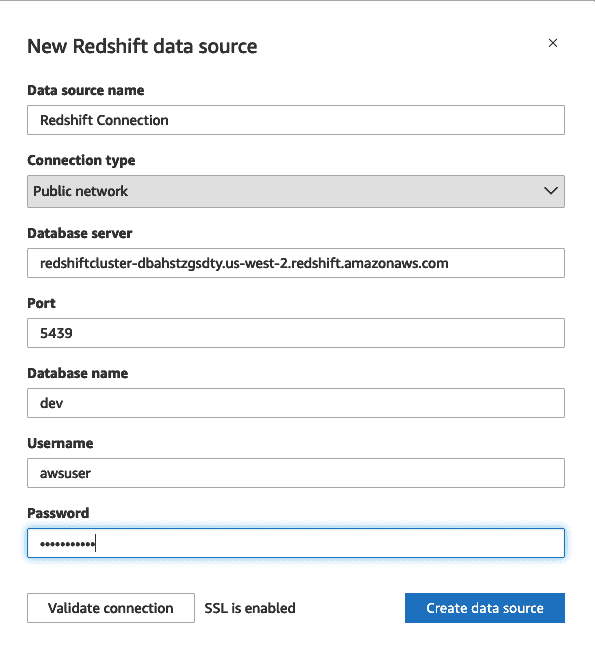 New Redshift data source
Data source name
Redshift Connection
Connection type
Public network
Database server
redshiftcluster-dbahstzgsdty.us-west-2.redshift.amazonaws.com
Port
5439
Database name
dev
Username
awsuser
Password
•••••••••••
Validate connection SSL is enabled Create data source